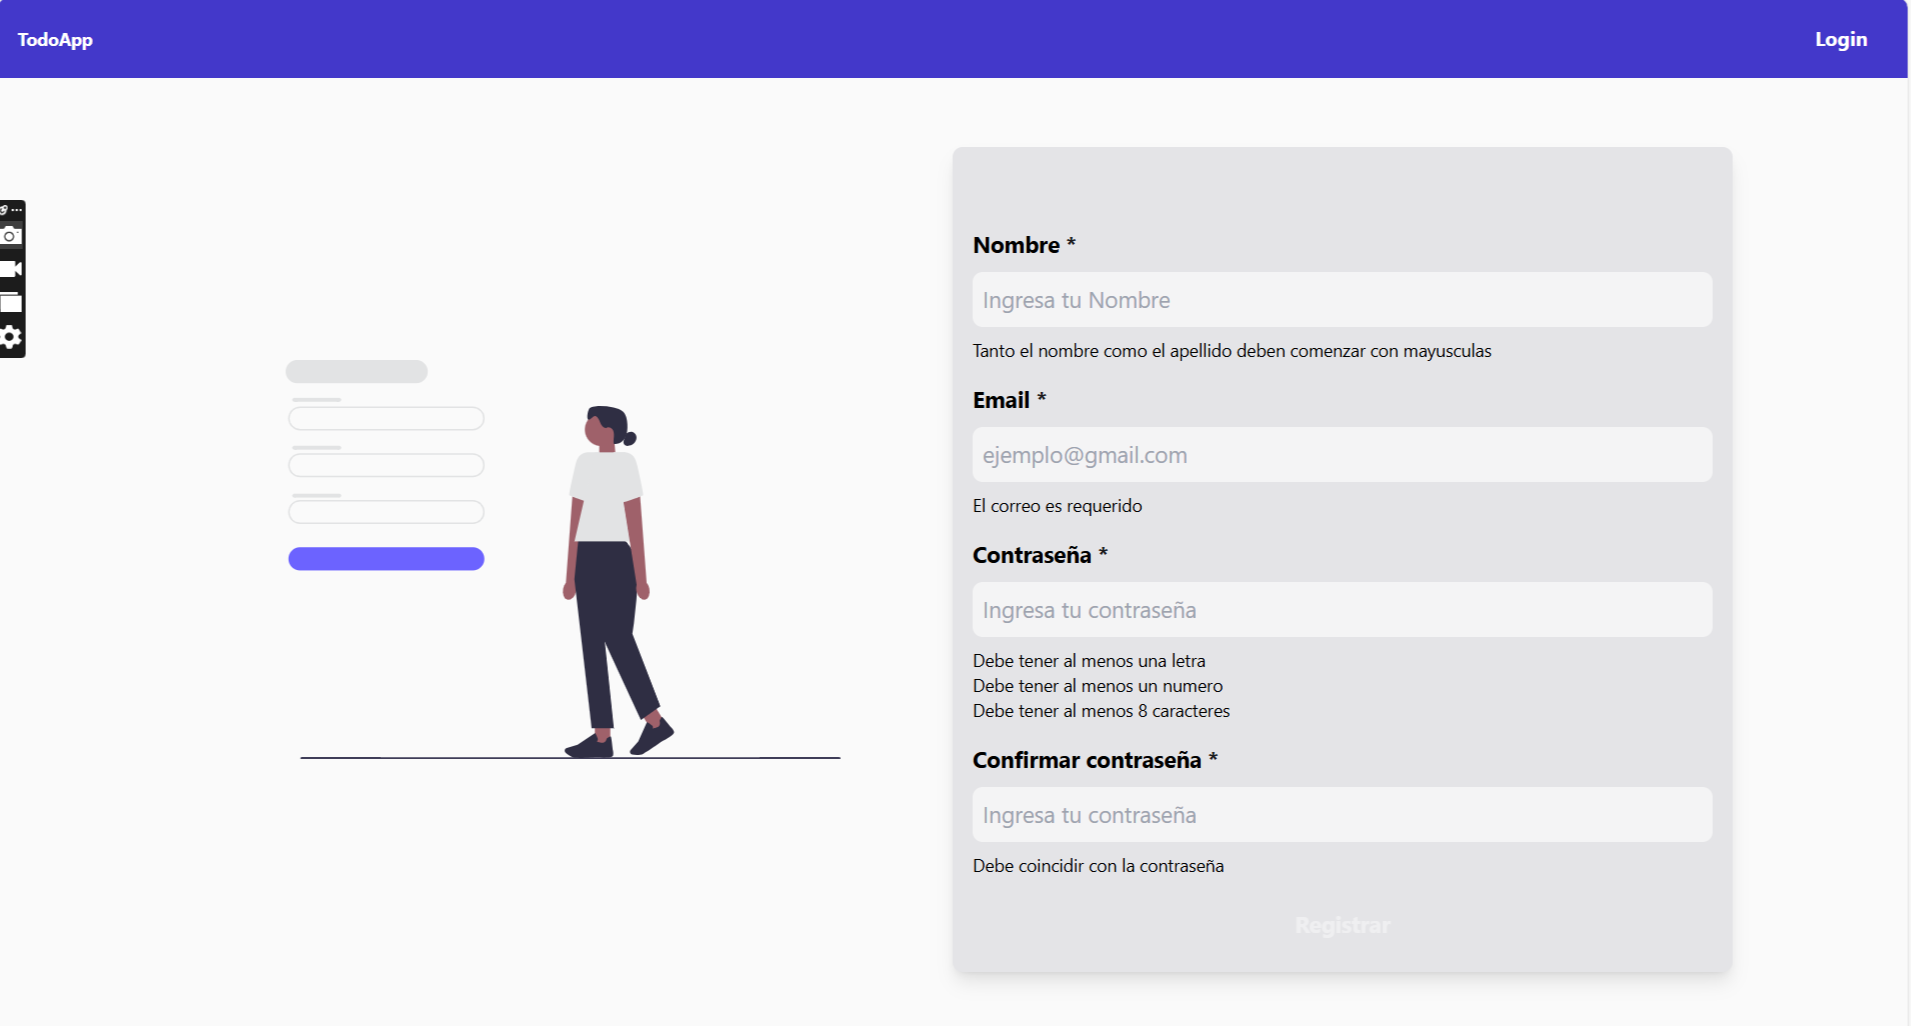 TodoApp
Login
Nombre *
Ingresa tu Nombre
Tanto el nombre como el apellido deben comenzar con mayusculas
Email *
ejemplo@gmail.com
El correo es requerido
Contraseña *
Ingresa tu contraseña
Debe tener al menos una letra
Debe tener al menos un numero
Debe tener al menos 8 caracteres
Confirmar contraseña *
Ingresa tu contraseña
Debe coincidir con la contraseña
Registrar